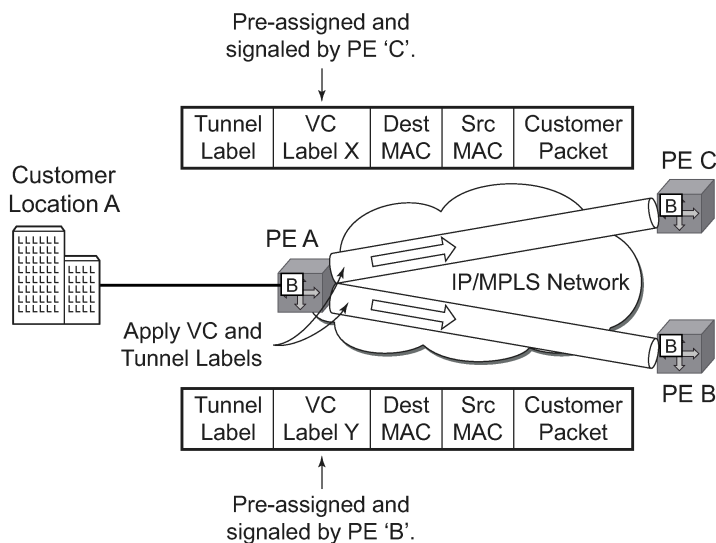 Pre-assigned and
signaled by PE ‘C’.
Tunnel Label
VC Label X
Dest MAC
Src MAC
Customer Packet
PE C
Customer
Location A
PE A
B
B
IP/MPLS Network
Apply VC and
Tunnel Labels
B
PE B
Tunnel Label
VC Label Y
Dest MAC
Src MAC
Customer Packet
Pre-assigned and
signaled by PE ‘B’.